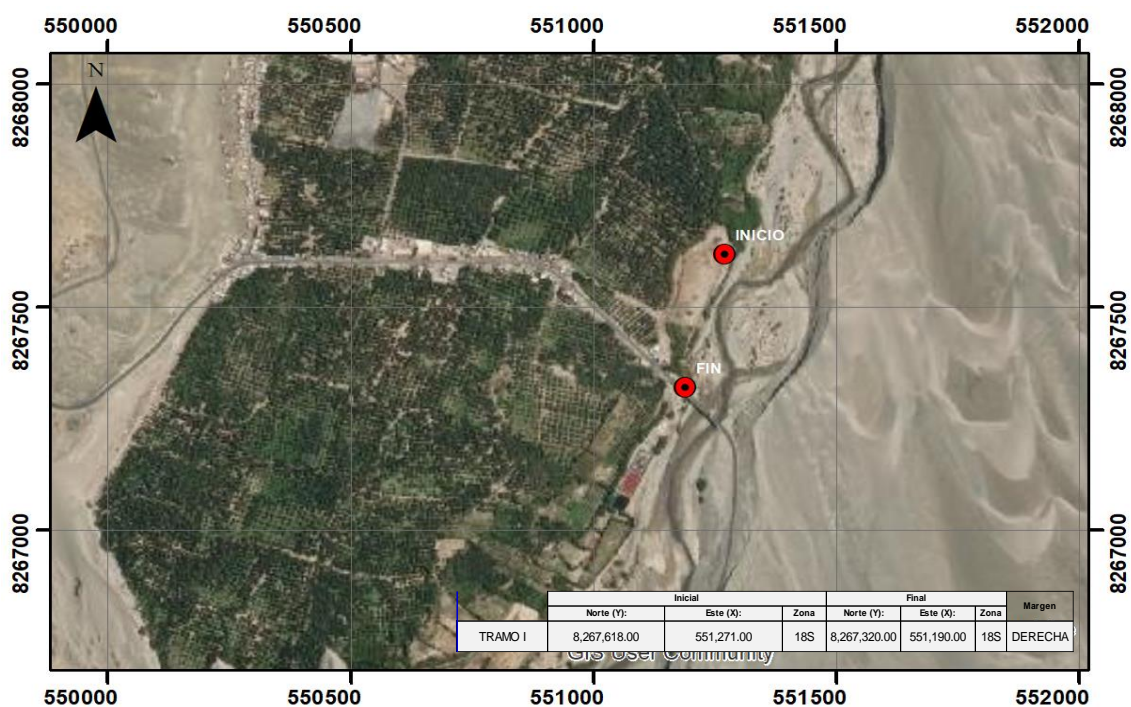 550000 550500 551000 551500 552000
N
8268000 8268000
INICIO
8267500 8267500
FIN
8267000 8267000
Inicial Final Margen
Norte (Y): Este (X): Zona Norte (Y): Este (X): Zona
TRAMO I 8,267,618.00 551,271.00 18S 8,267,320.00 551,190.00 18S DERECHA
GIS User Community
550000 550500 551000 551500 552000